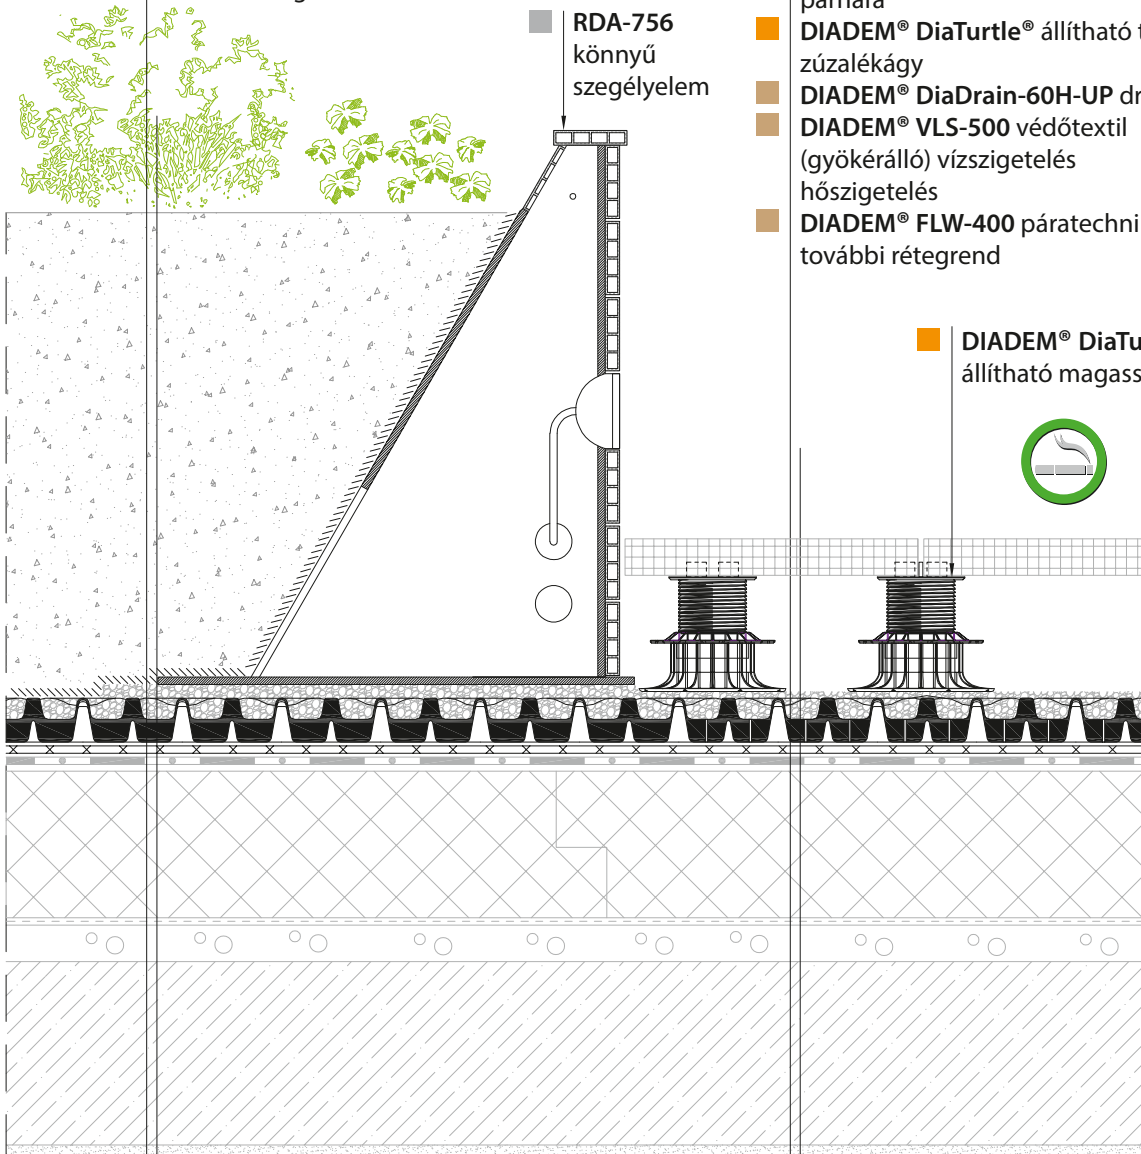 RDA-756
könnyű
szegélyelem
párnára
DIADEM® DiaTurtle® állítható t
zúzalékágy
DIADEM® DiaDrain-60H-UP dr
DIADEM® VLS-500 védőtextil
(gyökérálló) vízszigetelés
hőszigetelés
DIADEM® FLW-400 páratechni
további rétegrend
DIADEM® DiaTu
állítható magass